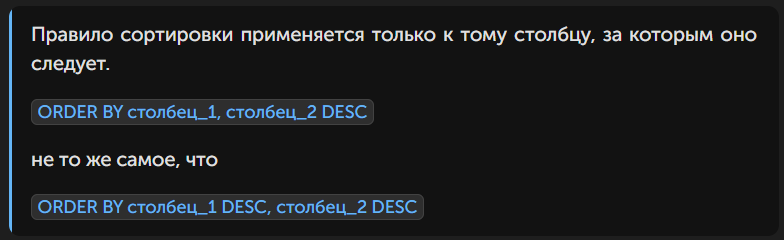 Правило сортировки применяется только к тому столбцу, за которым оно
следует.
ORDER BY столбец_1, столбец_2 DESC
не то же самое, что
ORDER BY столбец_1 DESC, столбец_2 DESC